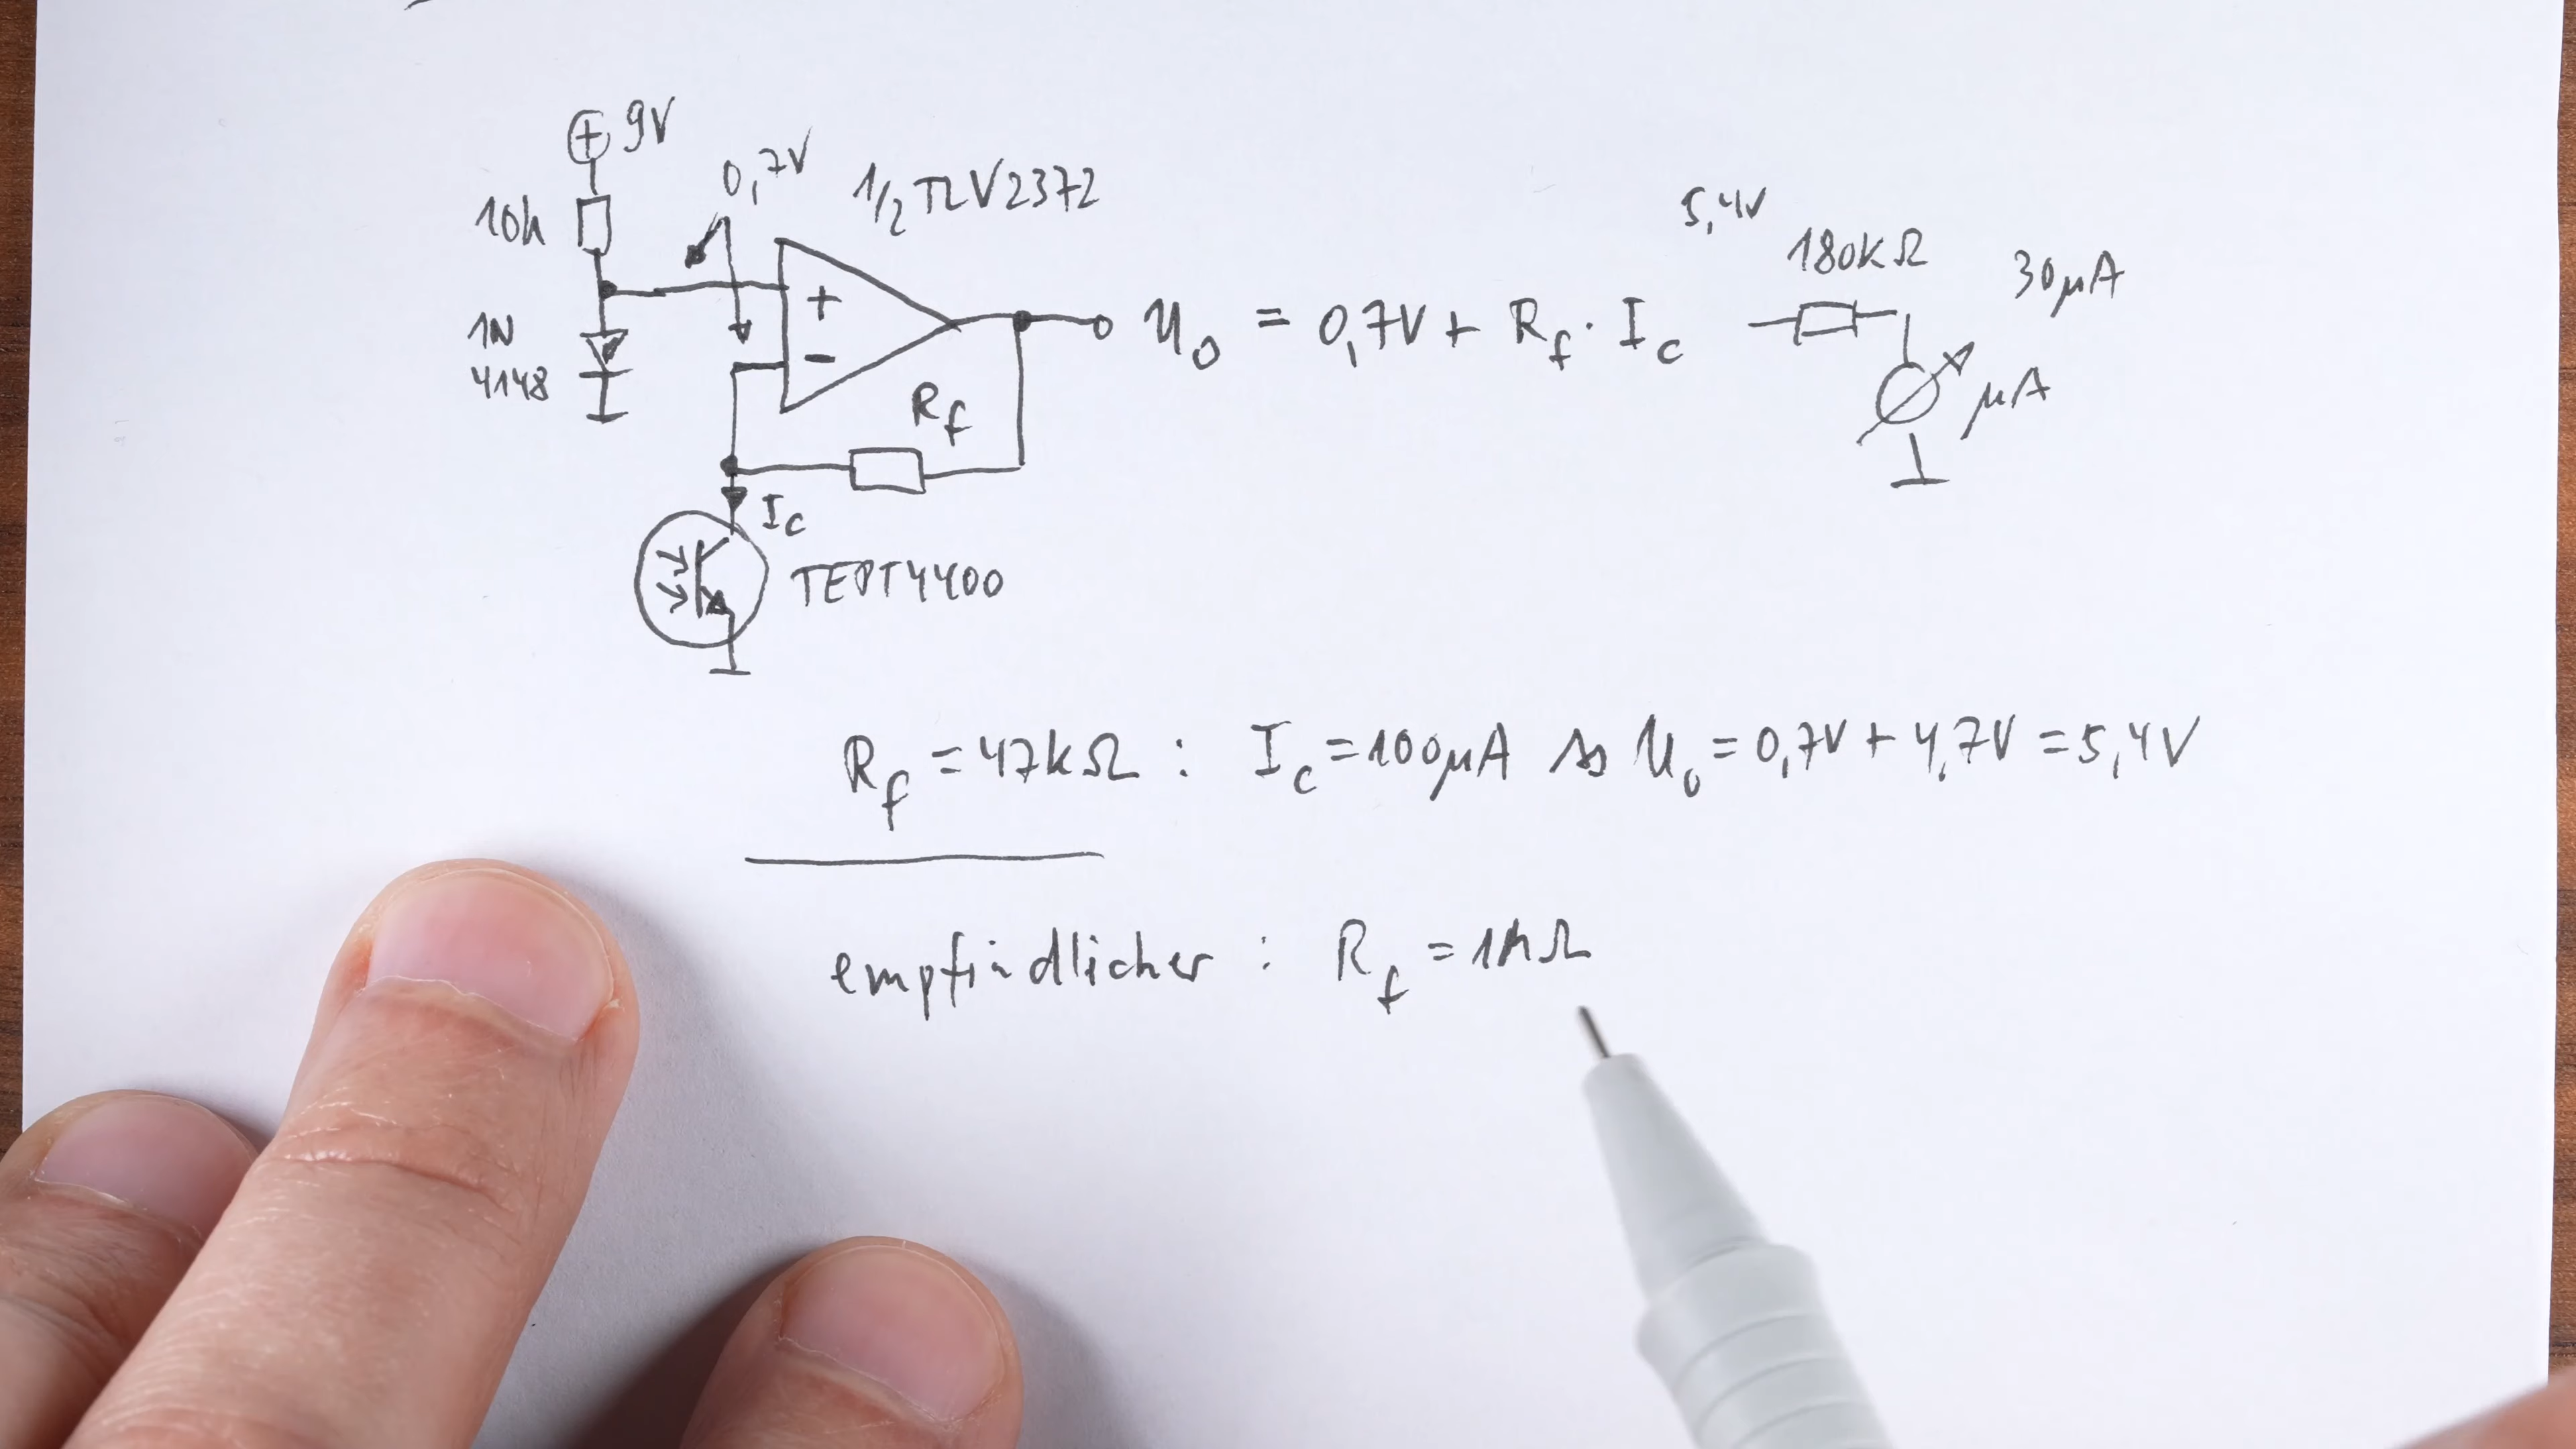 9V
10k
0,7V
1/2 TLV2372
1N
4148
+
−
Rf
Ic
TEPT4400
U0 = 0,7V + Rf · Ic
5,4V
180kΩ
30µA
µA
Rf = 47kΩ : Ic = 100µA ⇝ U0 = 0,7V + 4,7V = 5,4V
empfindlicher : Rf = 1MΩ